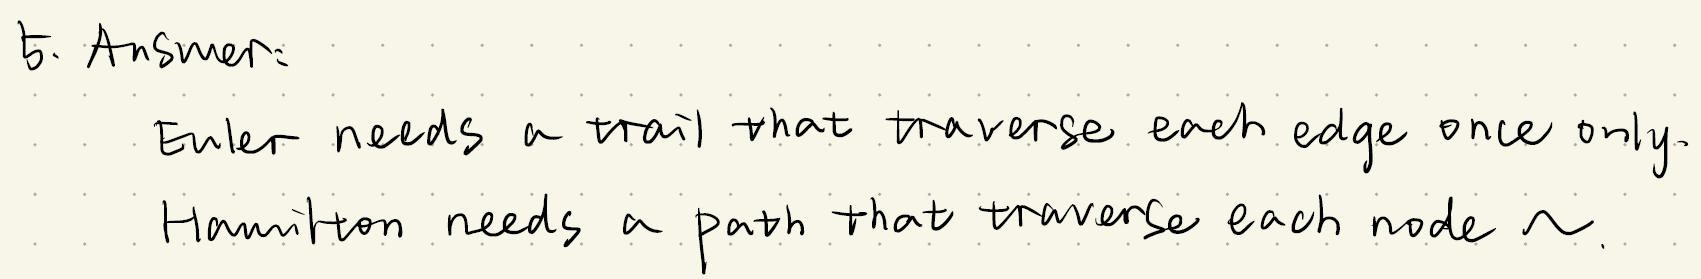 5. Answer:
Euler needs a trail that traverse each edge once only.
Hamilton needs a path that traverse each node ~.